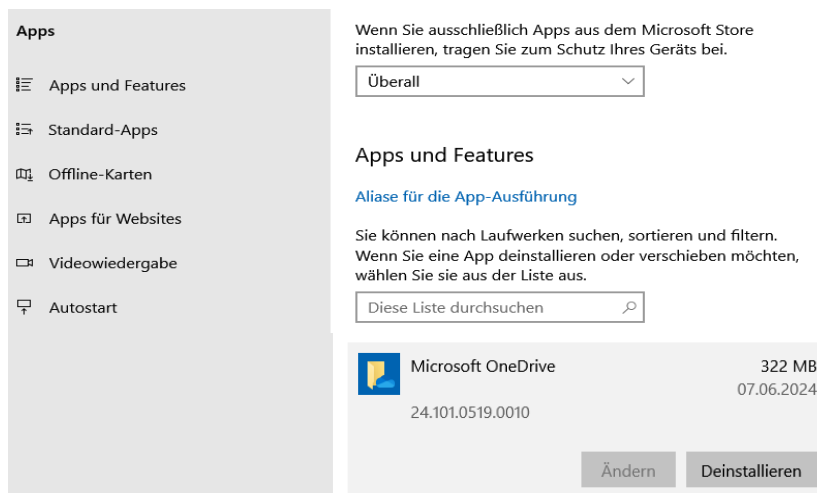 Apps
Apps und Features
Standard-Apps
Offline-Karten
Apps für Websites
Videowiedergabe
Autostart
Wenn Sie ausschließlich Apps aus dem Microsoft Store
installieren, tragen Sie zum Schutz Ihres Geräts bei.
Überall
Apps und Features
Aliase für die App-Ausführung
Sie können nach Laufwerken suchen, sortieren und filtern.
Wenn Sie eine App deinstallieren oder verschieben möchten,
wählen Sie sie aus der Liste aus.
Diese Liste durchsuchen
Microsoft OneDrive 322 MB
07.06.2024
24.101.0519.0010
Ändern Deinstallieren